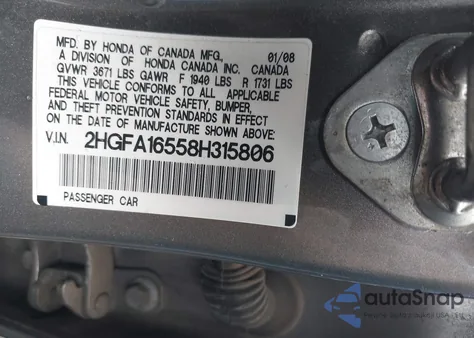 MFD. BY HONDA OF CANADA MFG., 01/08
A DIVISION OF HONDA CANADA INC. CANADA
GVWR 3671 LBS GAWR F 1940 LBS R 1731 LBS
THIS VEHICLE CONFORMS TO ALL APPLICABLE
FEDERAL MOTOR VEHICLE SAFETY, BUMPER,
AND THEFT PREVENTION STANDARDS IN EFFECT
ON THE DATE OF MANUFACTURE SHOWN ABOVE:
V.I.N. 2HGFA16558H315806
PASSENGER CAR
autoSnap